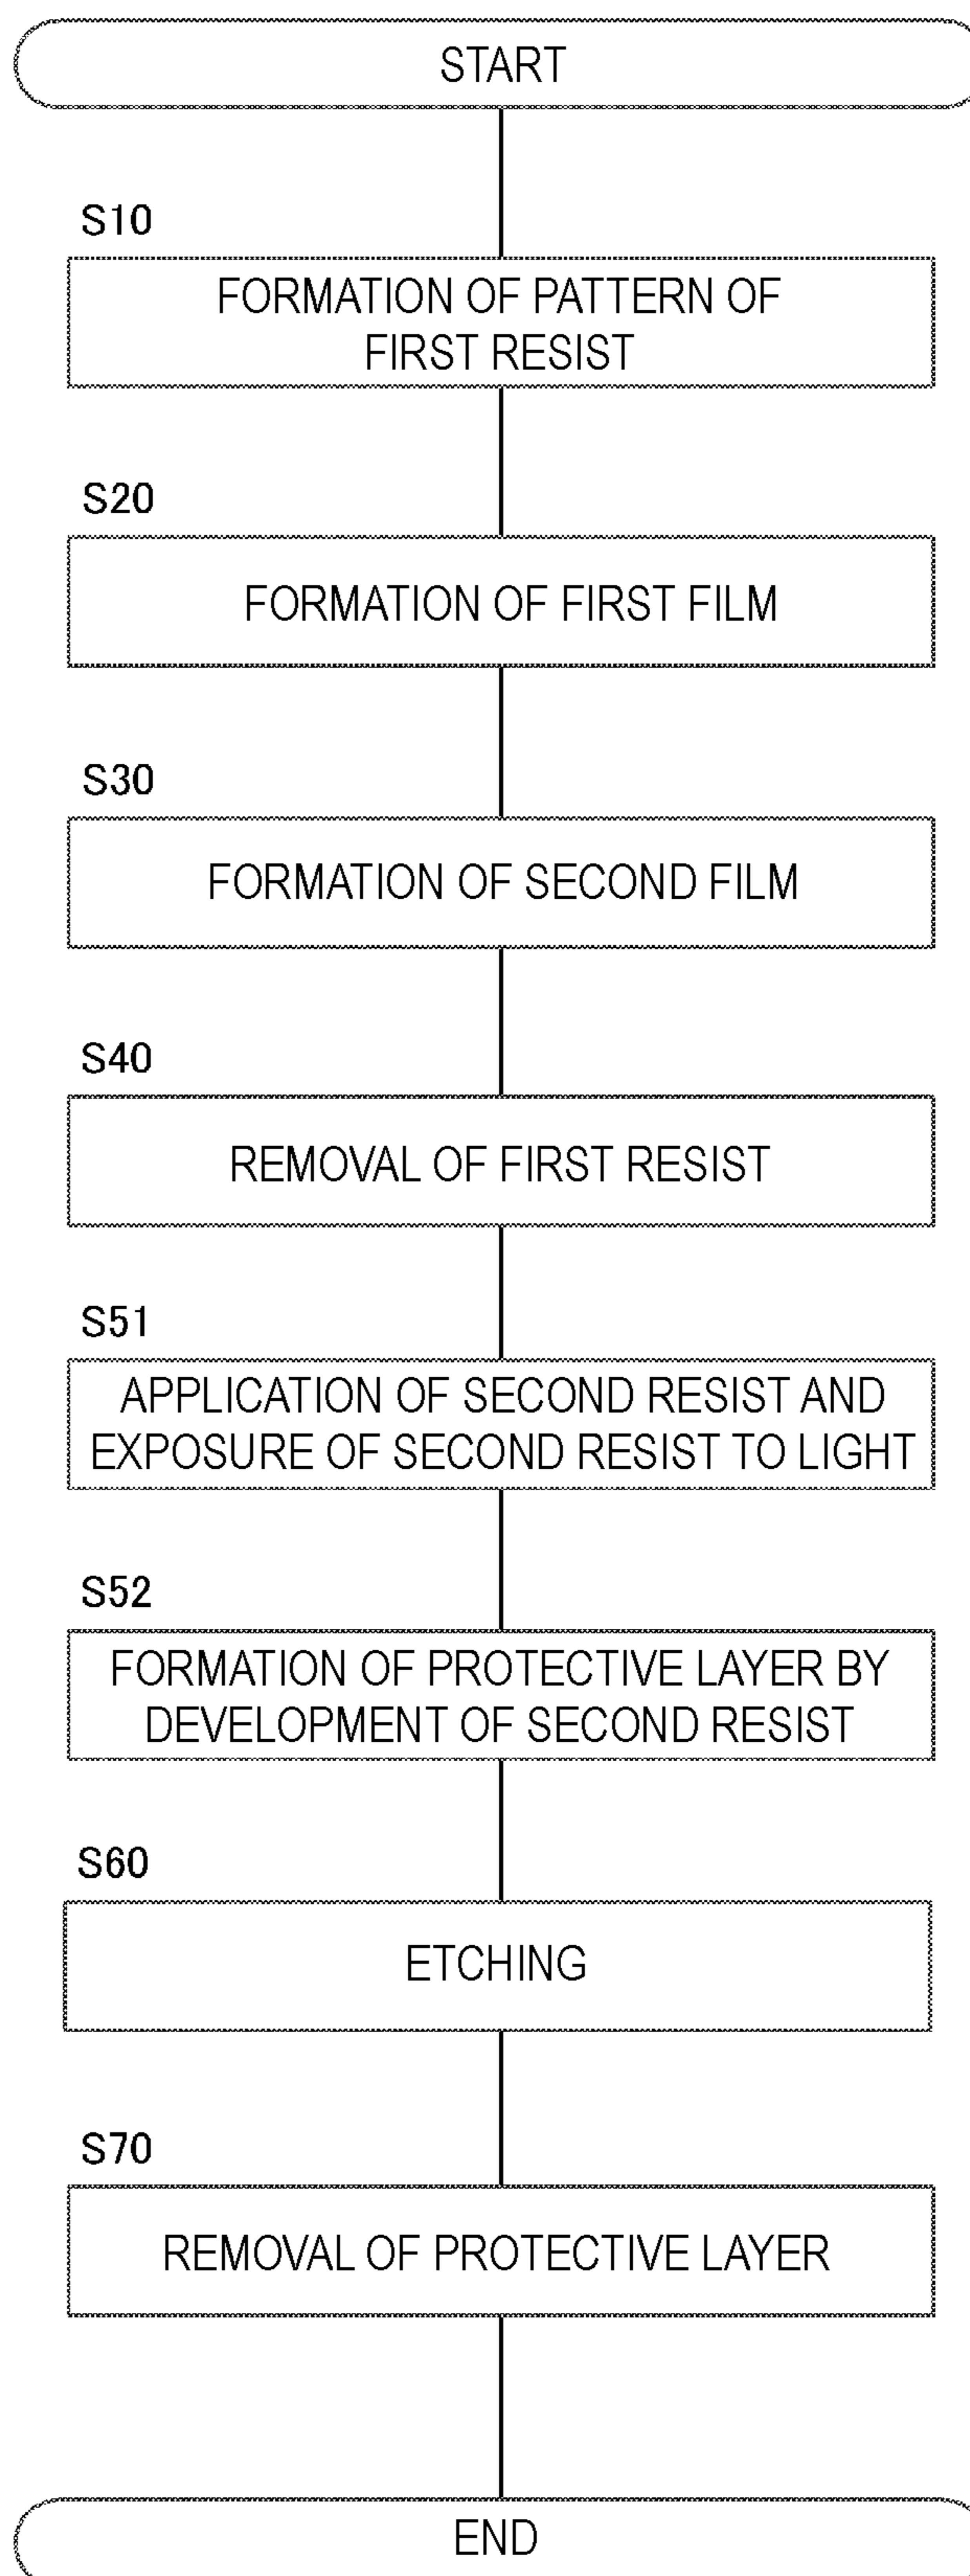 START
S10
FORMATION OF PATTERN OF
FIRST RESIST
S20
FORMATION OF FIRST FILM
S30
FORMATION OF SECOND FILM
S40
REMOVAL OF FIRST RESIST
S51
APPLICATION OF SECOND RESIST AND
EXPOSURE OF SECOND RESIST TO LIGHT
S52
FORMATION OF PROTECTIVE LAYER BY
DEVELOPMENT OF SECOND RESIST
S60
ETCHING
S70
REMOVAL OF PROTECTIVE LAYER
END